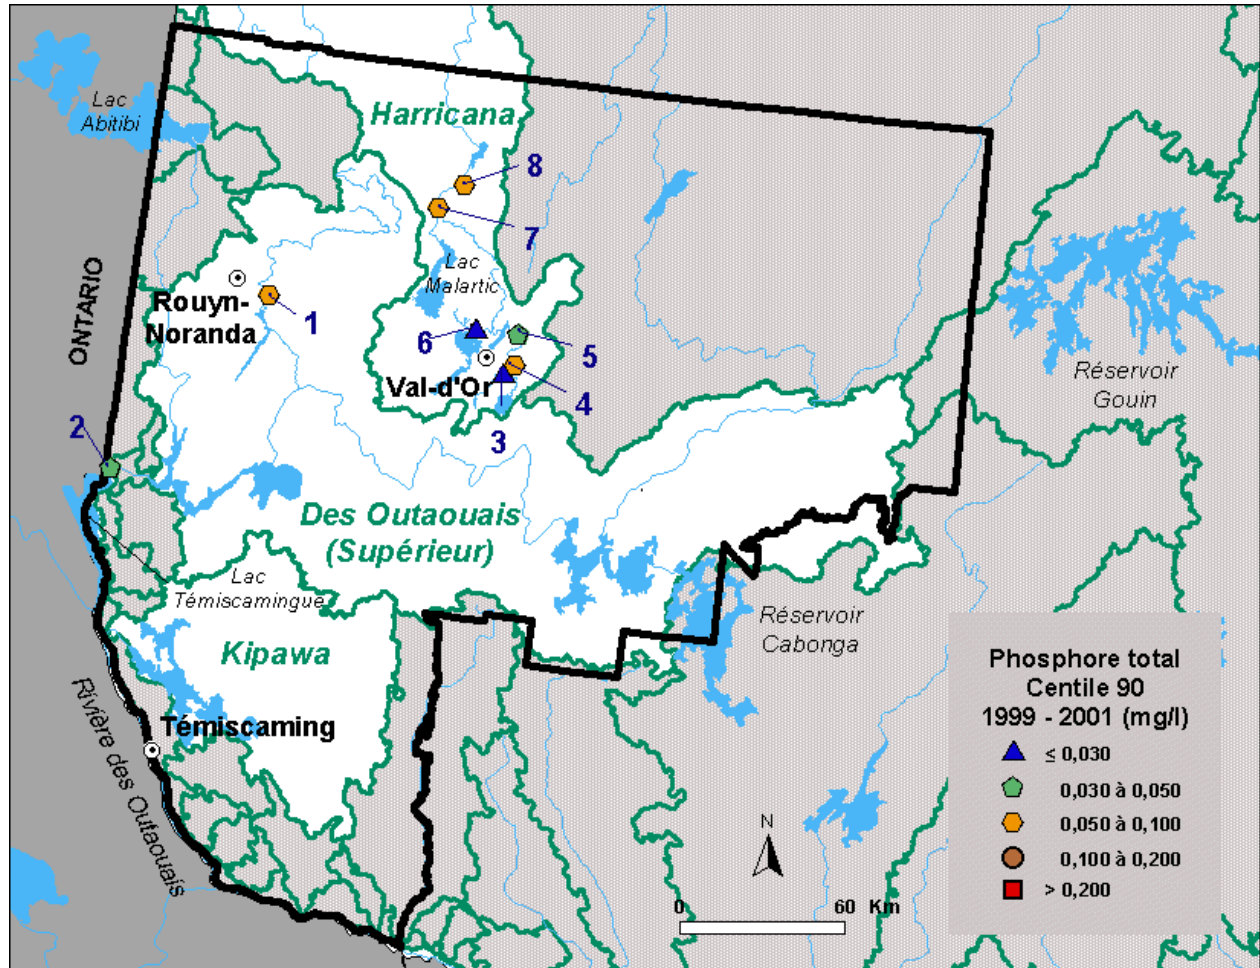 Lac
Abitibi
Harricana
8
7
Lac
Malartic
ONTARIO
Rouyn-
Noranda
1
6
5
Val-d'Or
4
3
2
Réservoir
Gouin
Des Outaouais
(Supérieur)
Lac
Témiscamingue
Kipawa
Réservoir
Cabonga
Témiscaming
Rivière des Outaouais
Phosphore total
Centile 90
1999 - 2001 (mg/l)
≤ 0,030
0,030 à 0,050
0,050 à 0,100
0,100 à 0,200
> 0,200
N
0 60 Km